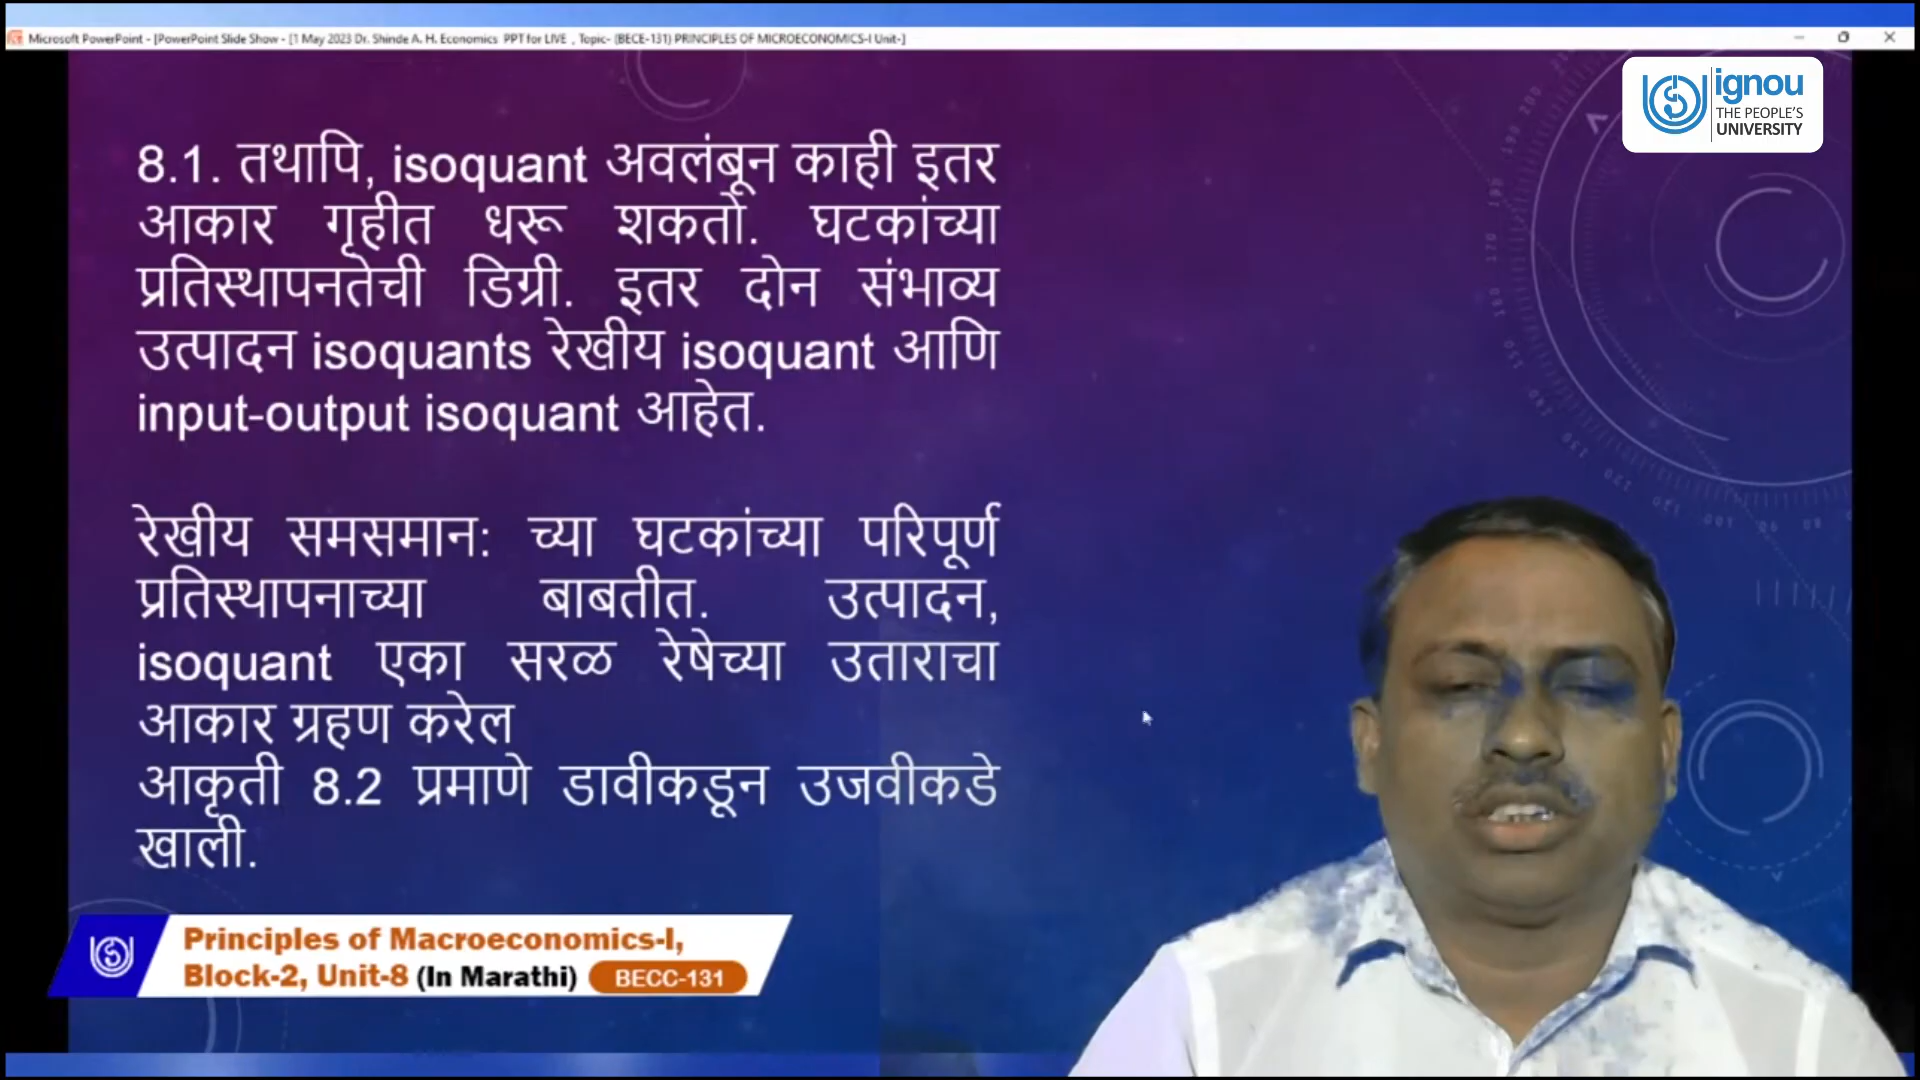 Microsoft PowerPoint - [PowerPoint Slide Show - [1 May 2023 Dr. Shinde A. H. Economics PPT for LIVE , Topic- (BECE-131) PRINCIPLES OF MICROECONOMICS-I Unit-]
ignou
THE PEOPLE'S
UNIVERSITY
8.1. तथापि, isoquant अवलंबून काही इतर
आकार गृहीत धरू शकतो. घटकांच्या
प्रतिस्थापनतेची डिग्री. इतर दोन संभाव्य
उत्पादन isoquants रेखीय isoquant आणि
input-output isoquant आहेत.
रेखीय समसमान: च्या घटकांच्या परिपूर्ण
प्रतिस्थापनाच्या बाबतीत. उत्पादन,
isoquant एका सरळ रेषेच्या उताराचा
आकार ग्रहण करेल
आकृती 8.2 प्रमाणे डावीकडून उजवीकडे
खाली.
Principles of Macroeconomics-I,
Block-2, Unit-8 (In Marathi) BECC-131